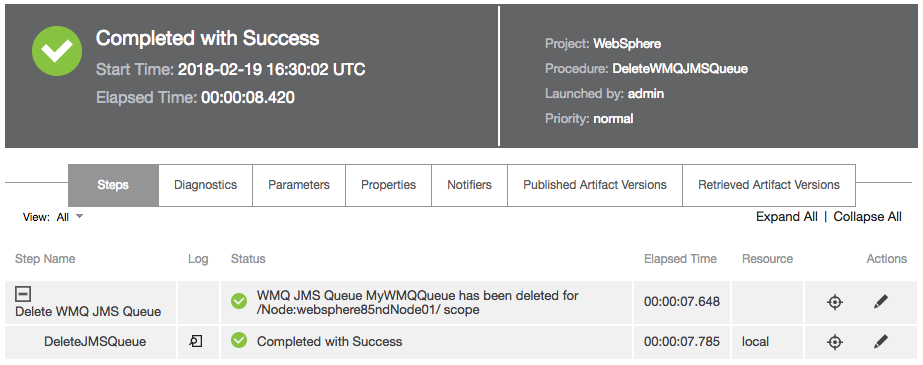 Completed with Success
Start Time: 2018-02-19 16:30:02 UTC
Elapsed Time: 00:00:08.420
Project: WebSphere
Procedure: DeleteWMQJMSQueue
Launched by: admin
Priority: normal
Steps Diagnostics Parameters Properties Notifiers Published Artifact Versions Retrieved Artifact Versions
View: All Expand All | Collapse All
Step Name Log Status Elapsed Time Resource Actions
Delete WMQ JMS Queue
WMQ JMS Queue MyWMQQueue has been deleted for
/Node:websphere85ndNode01/ scope
00:00:07.648
DeleteJMSQueue Completed with Success 00:00:07.785 local